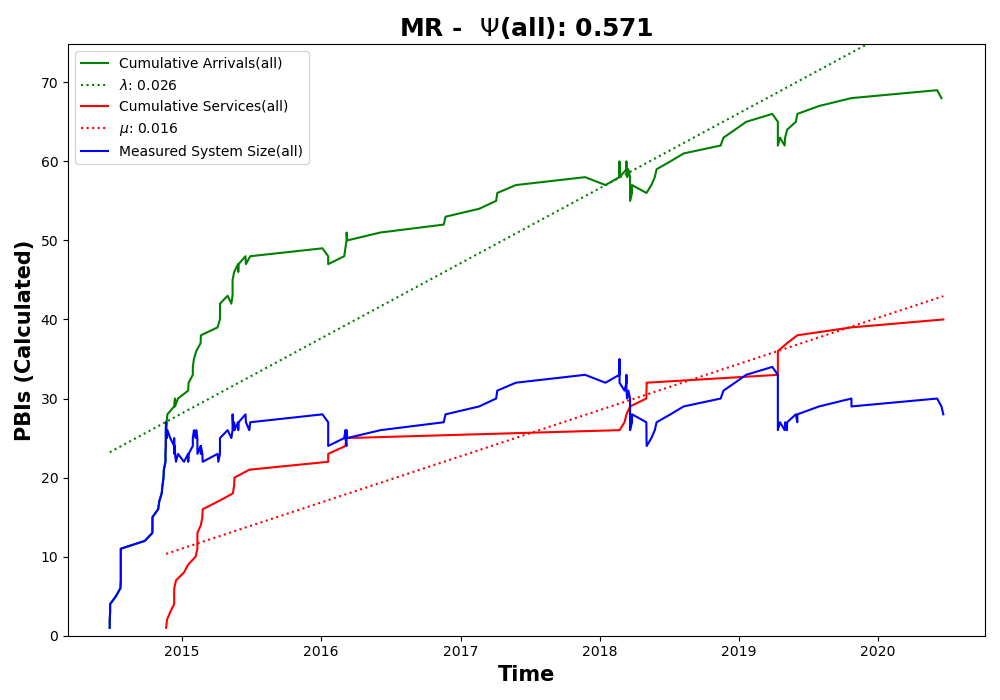 MR - Ψ(all): 0.571
Cumulative Arrivals(all)
λ: 0.026
Cumulative Services(all)
μ: 0.016
Measured System Size(all)
PBIs (Calculated)
70
60
50
40
30
20
10
0
2015 2016 2017 2018 2019 2020
Time